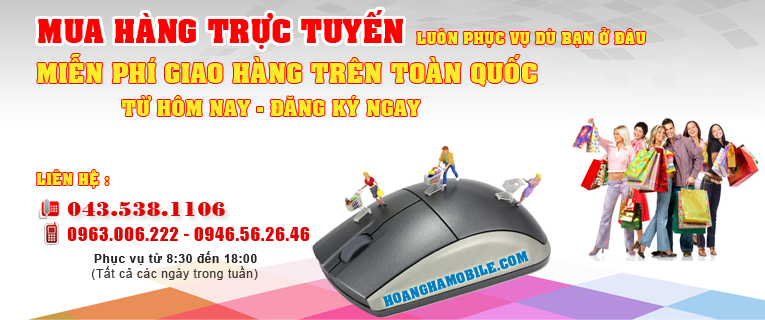 MUA HÀNG TRỰC TUYẾN LUÔN PHỤC VỤ DÙ BẠN Ở ĐÂU
MIỄN PHÍ GIAO HÀNG TRÊN TOÀN QUỐC
TỪ HÔM NAY - ĐĂNG KÝ NGAY
LIÊN HỆ :
043.538.1106
0963.006.222 - 0946.56.26.46
Phục vụ từ 8:30 đến 18:00
(Tất cả các ngày trong tuần)
HOANGHAMOBILE.COM